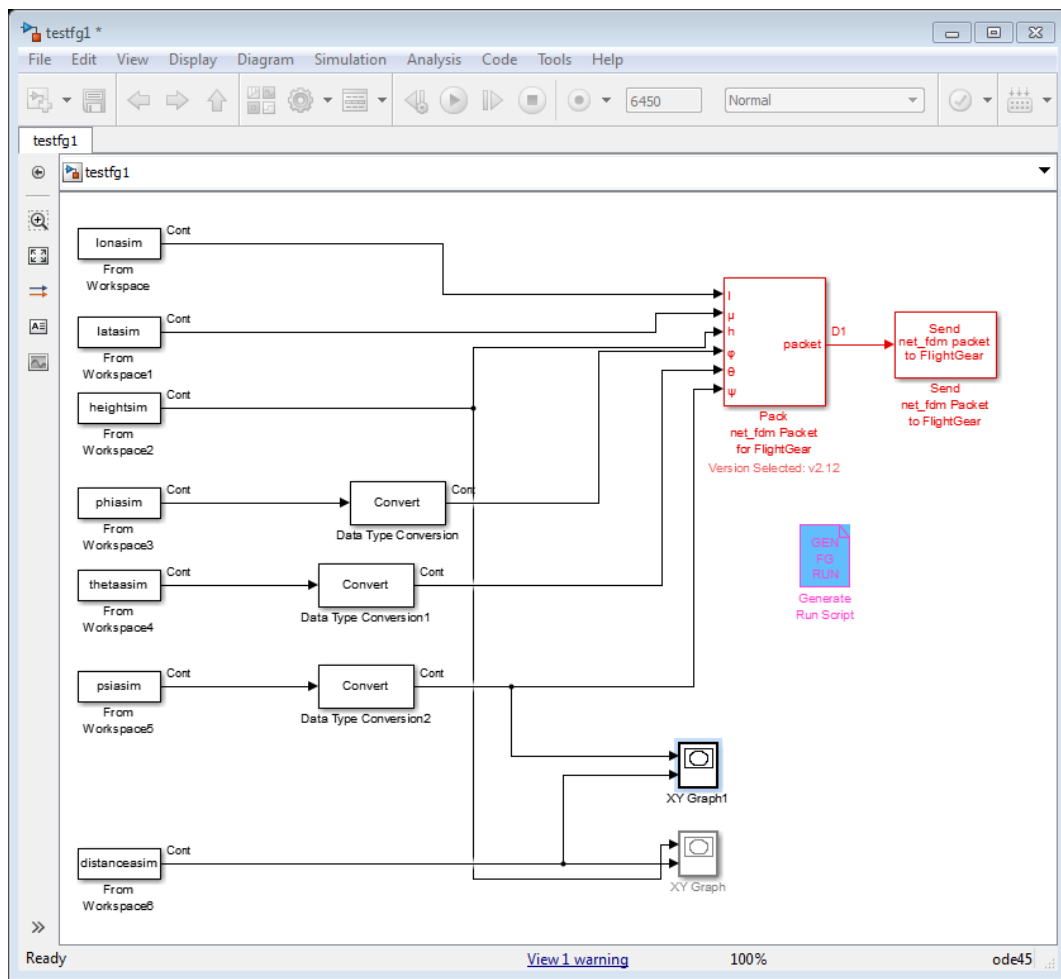 testfg1 *
File Edit View Display Diagram Simulation Analysis Code Tools Help
6450 Normal
testfg1
testfg1
lonasim
Cont
From
Workspace
latasim
Cont
From
Workspace1
heightsim
Cont
From
Workspace2
phiasim
Cont
From
Workspace3
Convert
Cont
Data Type Conversion
thetaasim
Cont
From
Workspace4
Convert
Cont
Data Type Conversion1
psiasim
Cont
From
Workspace5
Convert
Cont
Data Type Conversion2
distanceasim
Cont
From
Workspace6
l
μ
h
φ
θ
ψ
packet
D1
Pack
net_fdm Packet
for FlightGear
Version Selected: v2.12
Send
net_fdm packet
to FlightGear
Send
net_fdm Packet
to FlightGear
GEN
FG
RUN
Generate
Run Script
XY Graph1
XY Graph
Ready View 1 warning 100% ode45